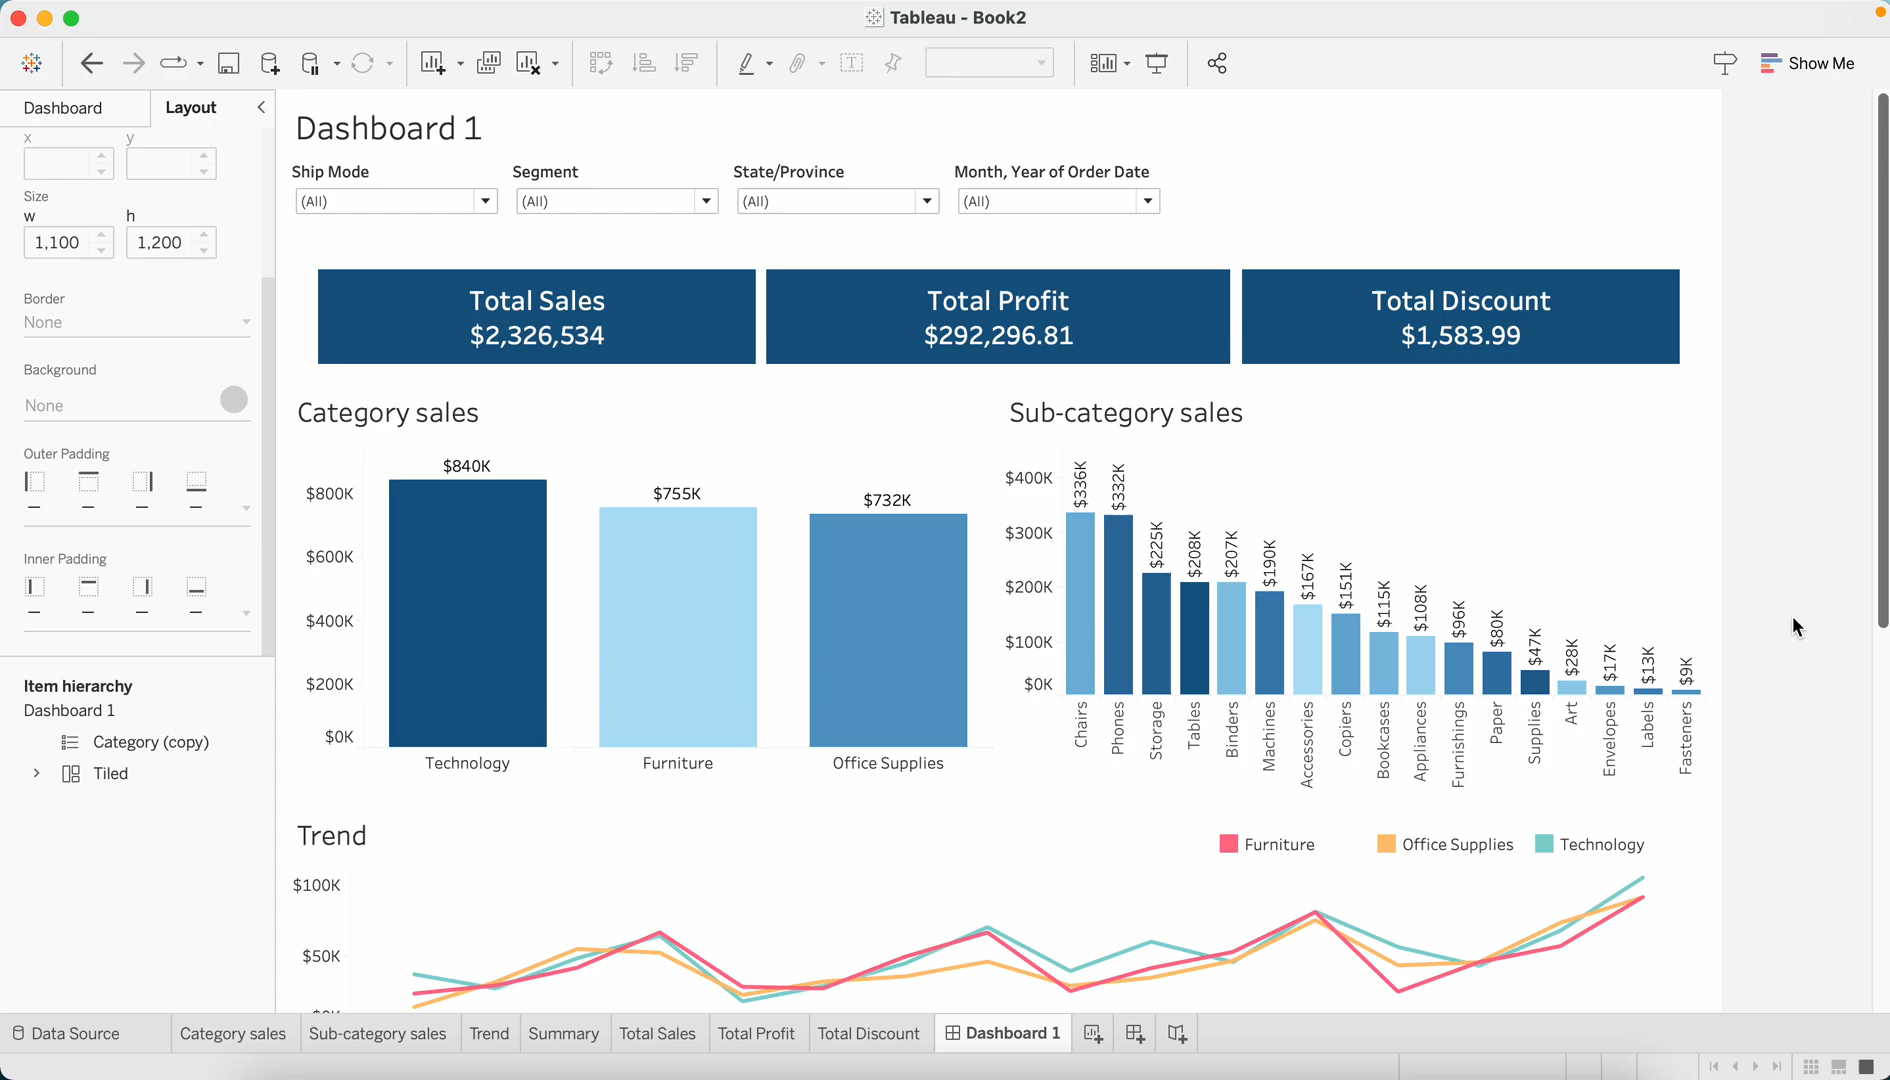 Tableau - Book2
Show Me
Dashboard
Layout
x
y
Size
w
h
1,100
1,200
Border
None
Background
None
Outer Padding
Inner Padding
Item hierarchy
Dashboard 1
Category (copy)
Tiled
Dashboard 1
Ship Mode
Segment
State/Province
Month, Year of Order Date
(All)
(All)
(All)
(All)
Total Sales
$2,326,534
Total Profit
$292,296.81
Total Discount
$1,583.99
Category sales
$800K
$600K
$400K
$200K
$0K
$840K
$755K
$732K
Technology
Furniture
Office Supplies
Sub-category sales
$400K
$300K
$200K
$100K
$0K
$336K
$332K
$225K
$208K
$207K
$190K
$167K
$151K
$115K
$108K
$96K
$80K
$47K
$28K
$17K
$13K
$9K
Chairs
Phones
Storage
Tables
Binders
Machines
Accessories
Copiers
Bookcases
Appliances
Furnishings
Paper
Supplies
Art
Envelopes
Labels
Fasteners
Trend
Furniture
Office Supplies
Technology
$100K
$50K
Data Source
Category sales
Sub-category sales
Trend
Summary
Total Sales
Total Profit
Total Discount
Dashboard 1